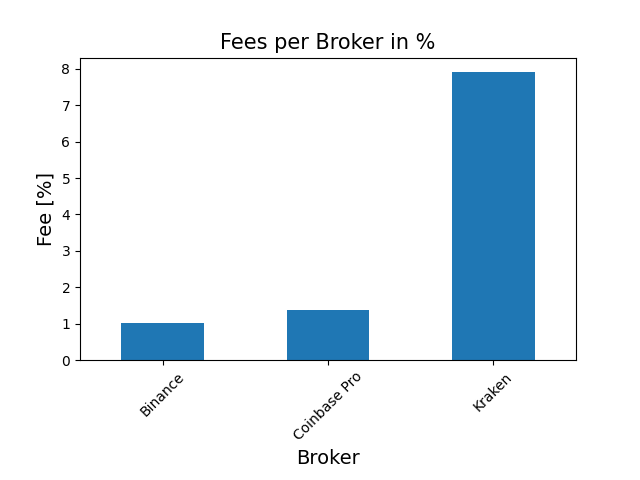 Fees per Broker in %
Fee [%]
8
7
6
5
4
3
2
1
0
Binance
Coinbase Pro
Kraken
Broker